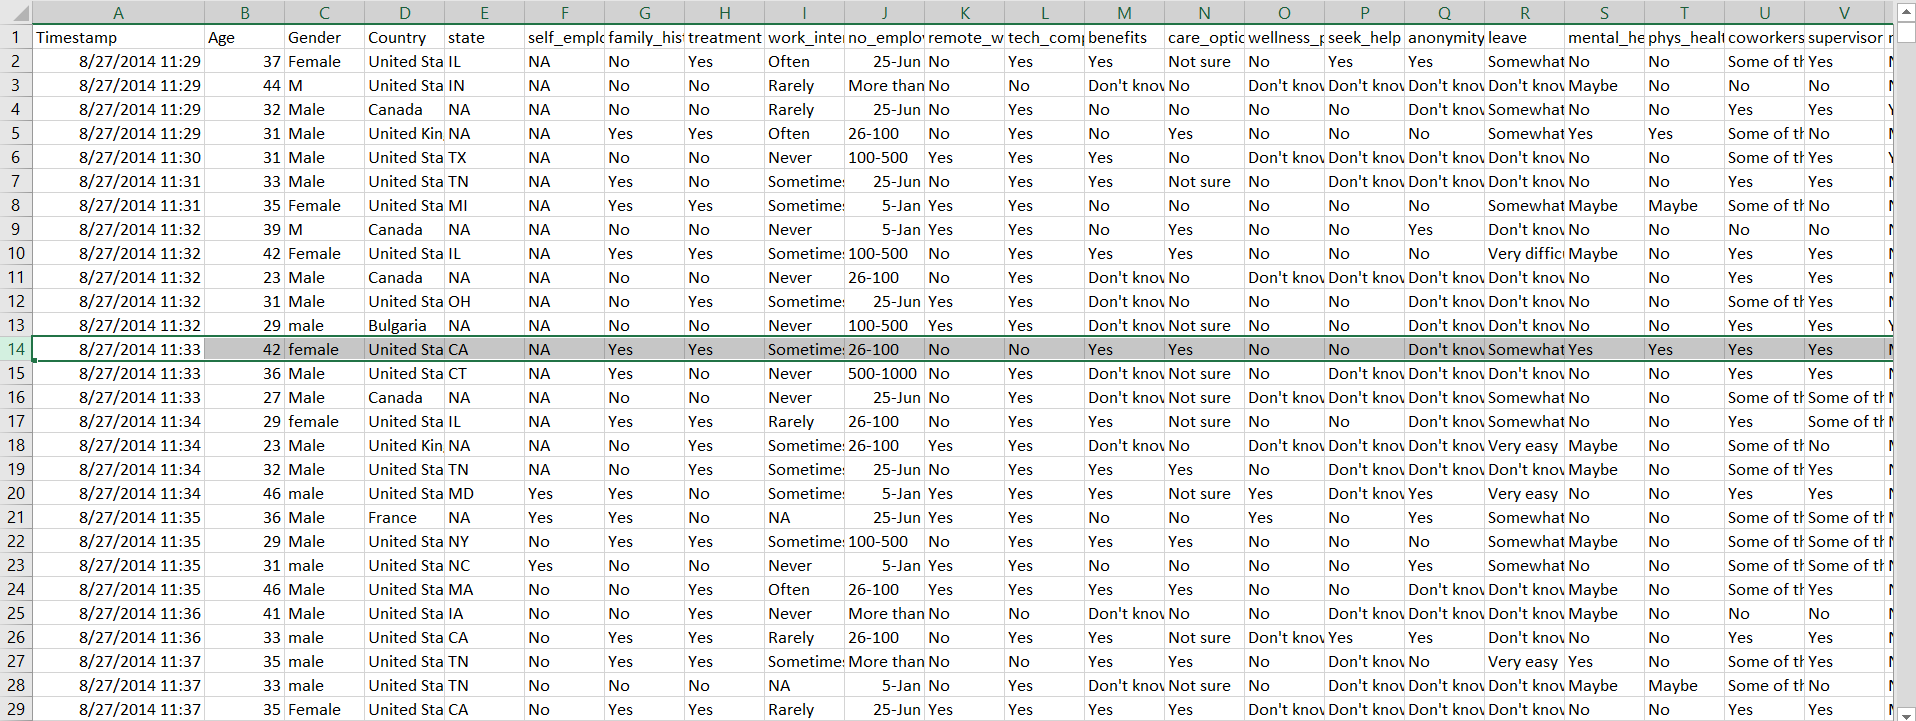 A B C D E F G H I J K L M N O P Q R S T U V
1 Timestamp Age Gender Country state self_emplo family_his treatment work_inte no_employ remote_w tech_comp benefits care_optic wellness_p seek_help anonymity leave mental_he phys_healt coworkers supervisor
2 8/27/2014 11:29 37 Female United Sta IL NA No Yes Often 25-Jun No Yes Yes Not sure No Yes Yes Somewhat No No Some of th Yes
3 8/27/2014 11:29 44 M United Sta IN NA No No Rarely More than No No Don't know No Don't know Don't know Don't know Don't know Maybe No No No
4 8/27/2014 11:29 32 Male Canada NA NA No No Rarely 25-Jun No Yes No No No No Don't know Somewhat No No Yes Yes
5 8/27/2014 11:29 31 Male United Kin NA NA Yes Yes Often 26-100 No Yes No Yes No No No Somewhat Yes Yes Some of th No
6 8/27/2014 11:30 31 Male United Sta TX NA No No Never 100-500 Yes Yes Yes No Don't know Don't know Don't know Don't know No No Some of th Yes
7 8/27/2014 11:31 33 Male United Sta TN NA Yes No Sometimes 25-Jun No Yes Yes Not sure No Don't know Don't know Don't know No No Yes Yes
8 8/27/2014 11:31 35 Female United Sta MI NA Yes Yes Sometimes 5-Jan Yes Yes No No No No No Somewhat Maybe Maybe Some of th No
9 8/27/2014 11:32 39 M Canada NA NA No No Never 5-Jan Yes Yes No Yes No No Yes Don't know No No No No
10 8/27/2014 11:32 42 Female United Sta IL NA Yes Yes Sometimes 100-500 No Yes Yes Yes No No No Very diffic Maybe No Yes Yes
11 8/27/2014 11:32 23 Male Canada NA NA No No Never 26-100 No Yes Don't know No Don't know Don't know Don't know Don't know No No Yes Yes
12 8/27/2014 11:32 31 Male United Sta OH NA No Yes Sometimes 25-Jun Yes Yes Don't know No No No Don't know Don't know No No Some of th Yes
13 8/27/2014 11:32 29 male Bulgaria NA NA No No Never 100-500 Yes Yes Don't know Not sure No No Don't know Don't know No No Yes Yes
14 8/27/2014 11:33 42 female United Sta CA NA Yes Yes Sometimes 26-100 No No Yes Yes No No Don't know Somewhat Yes Yes Yes Yes
15 8/27/2014 11:33 36 Male United Sta CT NA Yes No Never 500-1000 No Yes Don't know Not sure No Don't know Don't know Don't know No No Yes Yes
16 8/27/2014 11:33 27 Male Canada NA NA No No Never 25-Jun No Yes Don't know Not sure Don't know Don't know Don't know Somewhat No No Some of th Some of th
17 8/27/2014 11:34 29 female United Sta IL NA Yes Yes Rarely 26-100 No Yes Yes Not sure No No Don't know Somewhat No No Yes Some of th
18 8/27/2014 11:34 23 Male United Kin NA NA No Yes Sometimes 26-100 Yes Yes Don't know No Don't know Don't know Don't know Very easy Maybe No Some of th No
19 8/27/2014 11:34 32 Male United Sta TN NA No Yes Sometimes 25-Jun No Yes Yes Yes No Don't know Don't know Don't know Maybe No Some of th Yes
20 8/27/2014 11:34 46 male United Sta MD Yes Yes No Sometimes 5-Jan Yes Yes Yes Not sure Yes Don't know Yes Very easy No No Yes Yes
21 8/27/2014 11:35 36 Male France NA Yes Yes No NA 25-Jun Yes Yes No No Yes No Yes Somewhat No No Some of th Some of th
22 8/27/2014 11:35 29 Male United Sta NY No Yes Yes Sometimes 100-500 No Yes Yes Yes No No No Somewhat Maybe No Some of th Some of th
23 8/27/2014 11:35 31 male United Sta NC Yes No No Never 5-Jan Yes Yes No No No No Yes Somewhat No No Some of th Some of th
24 8/27/2014 11:35 46 Male United Sta MA No No Yes Often 26-100 Yes Yes Yes Yes No No Don't know Don't know Maybe No Some of th Yes
25 8/27/2014 11:36 41 Male United Sta IA No No Yes Never More than No No Don't know No No Don't know Don't know Don't know Maybe No No No
26 8/27/2014 11:36 33 male United Sta CA No Yes Yes Rarely 26-100 No Yes Yes Not sure Don't know Yes Yes Don't know No No Yes Yes
27 8/27/2014 11:37 35 male United Sta TN No Yes Yes Sometimes More than No No Yes Yes No Don't know No Very easy Yes No Some of th Yes
28 8/27/2014 11:37 33 male United Sta TN No No No NA 5-Jan No Yes Don't know Not sure No Don't know Don't know Don't know Maybe Maybe Some of th No
29 8/27/2014 11:37 35 Female United Sta CA No Yes Yes Rarely 25-Jun Yes Yes Yes Yes Don't know Don't know Don't know Don't know No No Yes Yes